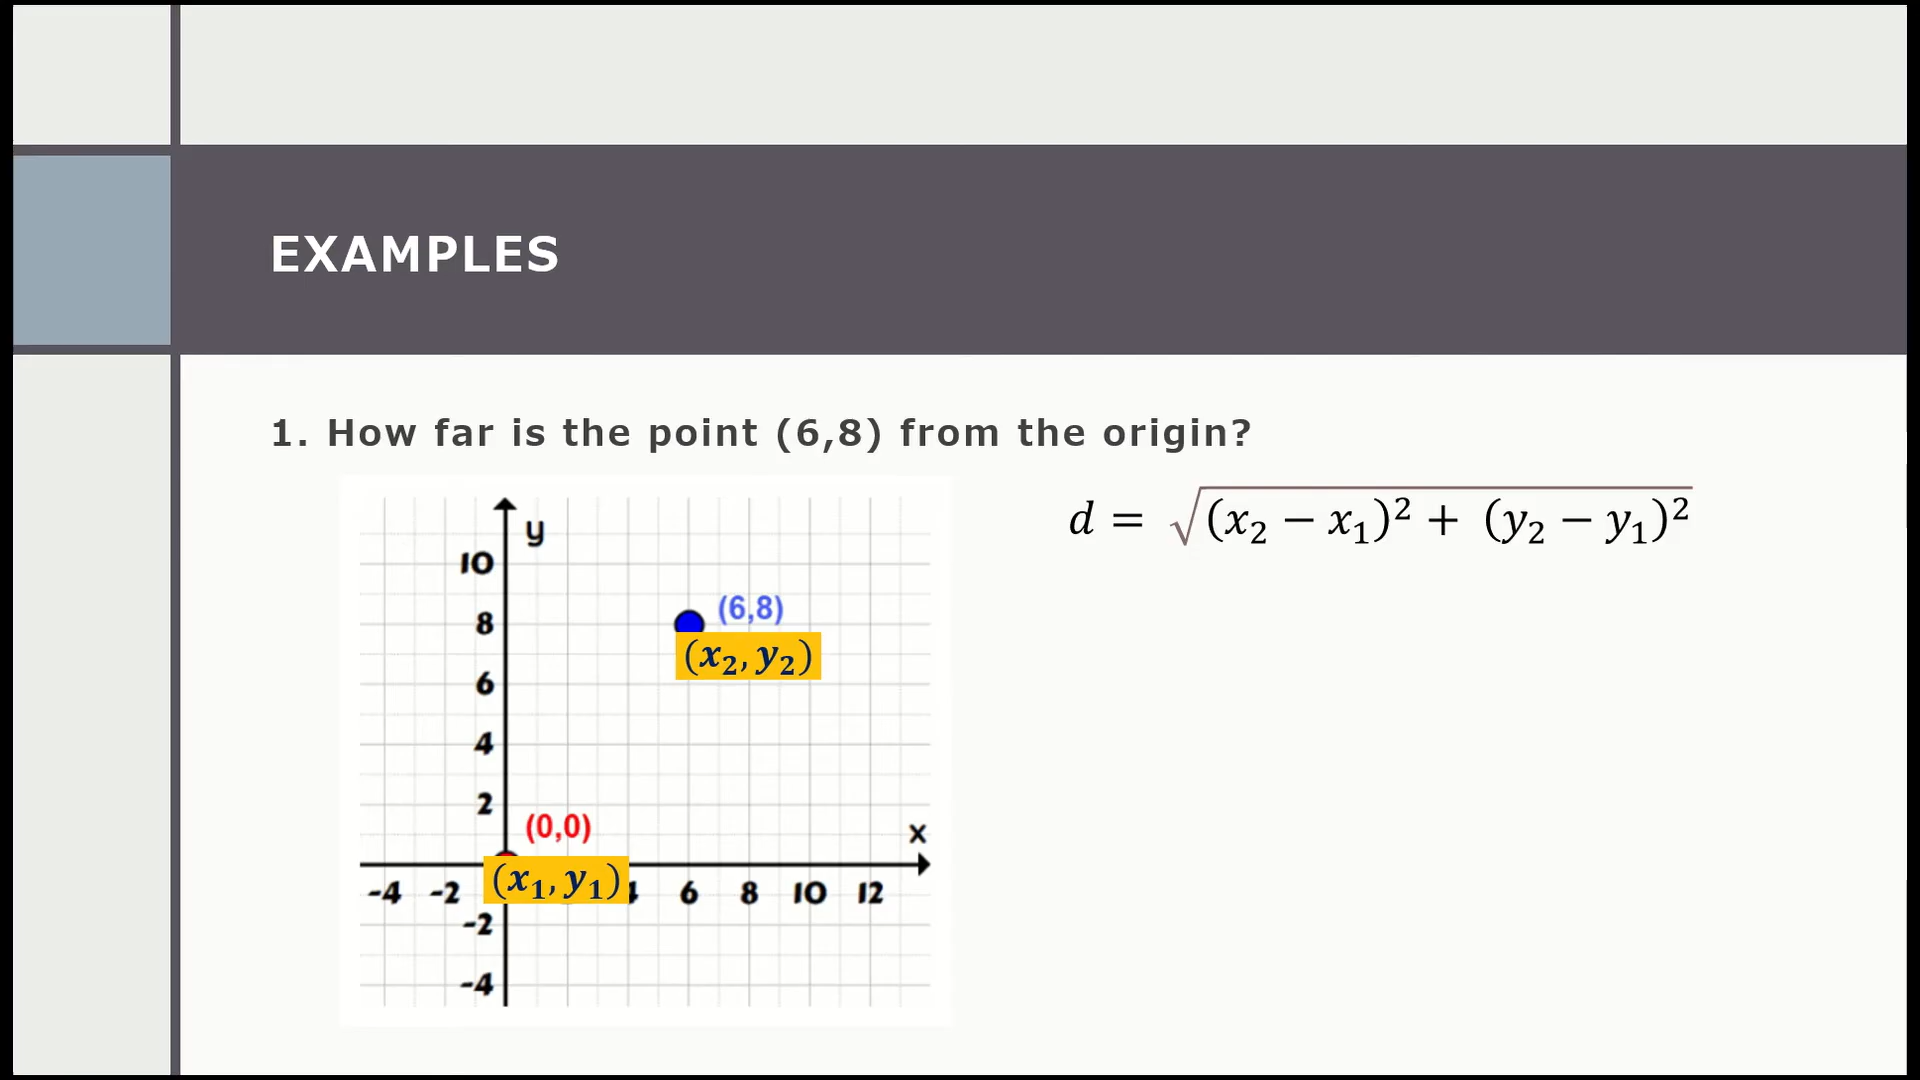 EXAMPLES
1. How far is the point (6,8) from the origin?
d = √(x₂ − x₁)² + (y₂ − y₁)²
y
10
8
(6,8)
(x₂, y₂)
6
4
2
(0,0)
x
(x₁, y₁)
-4 -2 4 6 8 10 12
-2
-4